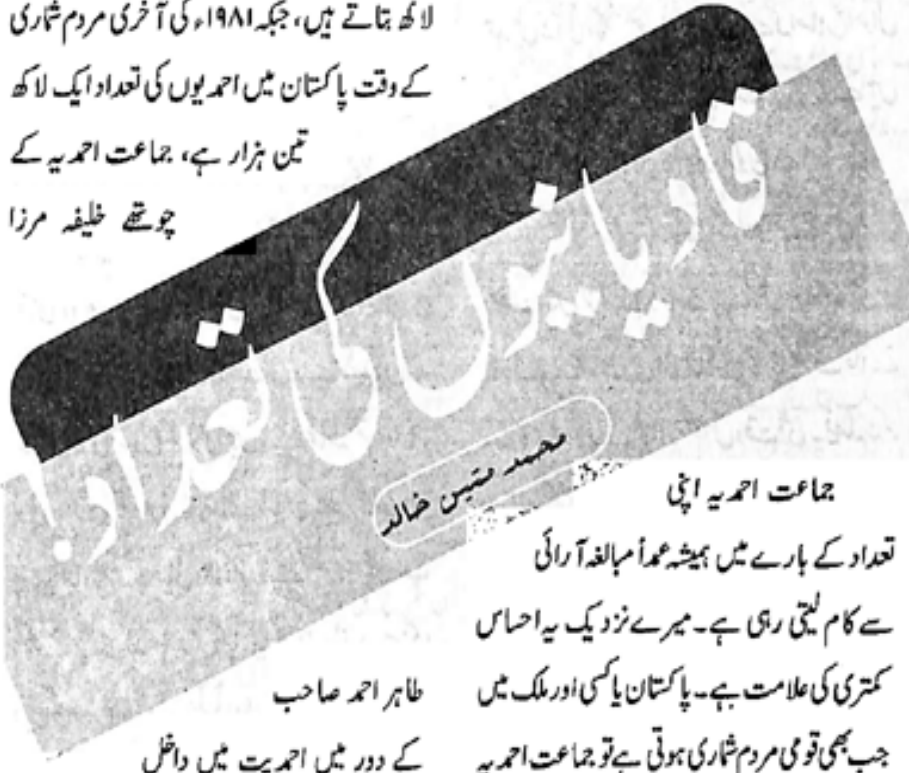 قادیانیوں کی تعداد!
محمد متین خالد
جماعت احمدیہ اپنی
تعداد کے بارے میں ہمیشہ عمداً مبالغہ آرائی
سے کام لیتی رہی ہے۔ میرے نزدیک یہ احساس
کمتری کی علامت ہے۔ پاکستان یا کسی اور ملک میں
جب بھی قومی مردم شماری ہوتی ہے تو جماعت احمدیہ
لاکھ بتاتے ہیں، جبکہ ۱۹۸۱ء کی آخری مردم شماری
کے وقت پاکستان میں احمدیوں کی تعداد ایک لاکھ
تین ہزار ہے، جماعت احمدیہ کے
چوتھے خلیفہ مرزا
طاہر احمد صاحب
کے دور میں احمدیت میں داخل